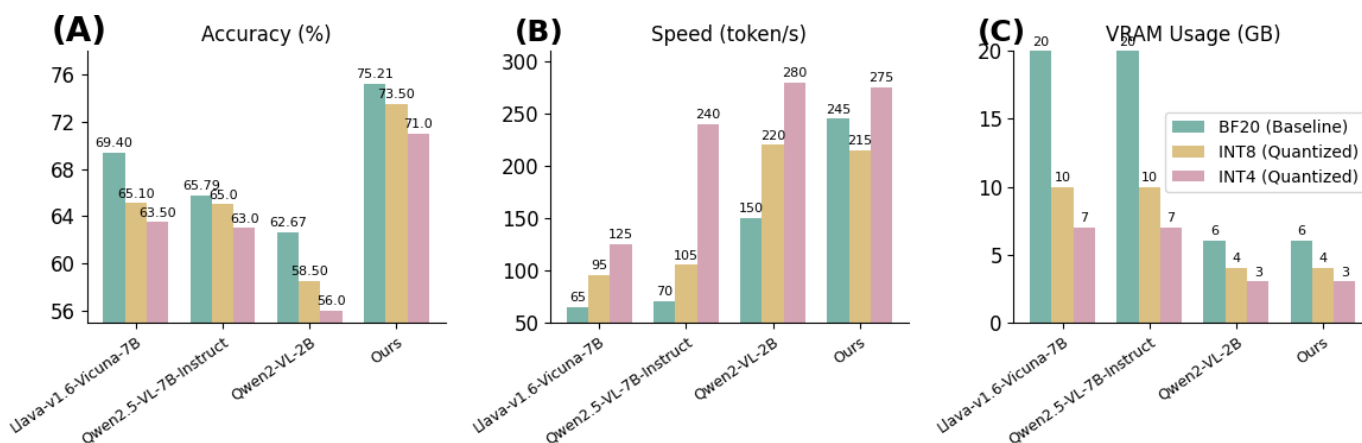 (A)
Accuracy (%)
76
72
68
64
60
56
69.40
65.10
63.50
65.79
65.0
63.0
62.67
58.50
56.0
75.21
73.50
71.0
Llava-v1.6-Vicuna-7B
Qwen2.5-VL-7B-Instruct
Qwen2-VL-2B
Ours
(B)
Speed (token/s)
300
250
200
150
100
50
65
95
125
70
105
240
150
220
280
245
215
275
Llava-v1.6-Vicuna-7B
Qwen2.5-VL-7B-Instruct
Qwen2-VL-2B
Ours
(C)
VRAM Usage (GB)
20
15
10
5
0
20
10
7
20
10
7
6
4
3
6
4
3
BF20 (Baseline)
INT8 (Quantized)
INT4 (Quantized)
Llava-v1.6-Vicuna-7B
Qwen2.5-VL-7B-Instruct
Qwen2-VL-2B
Ours